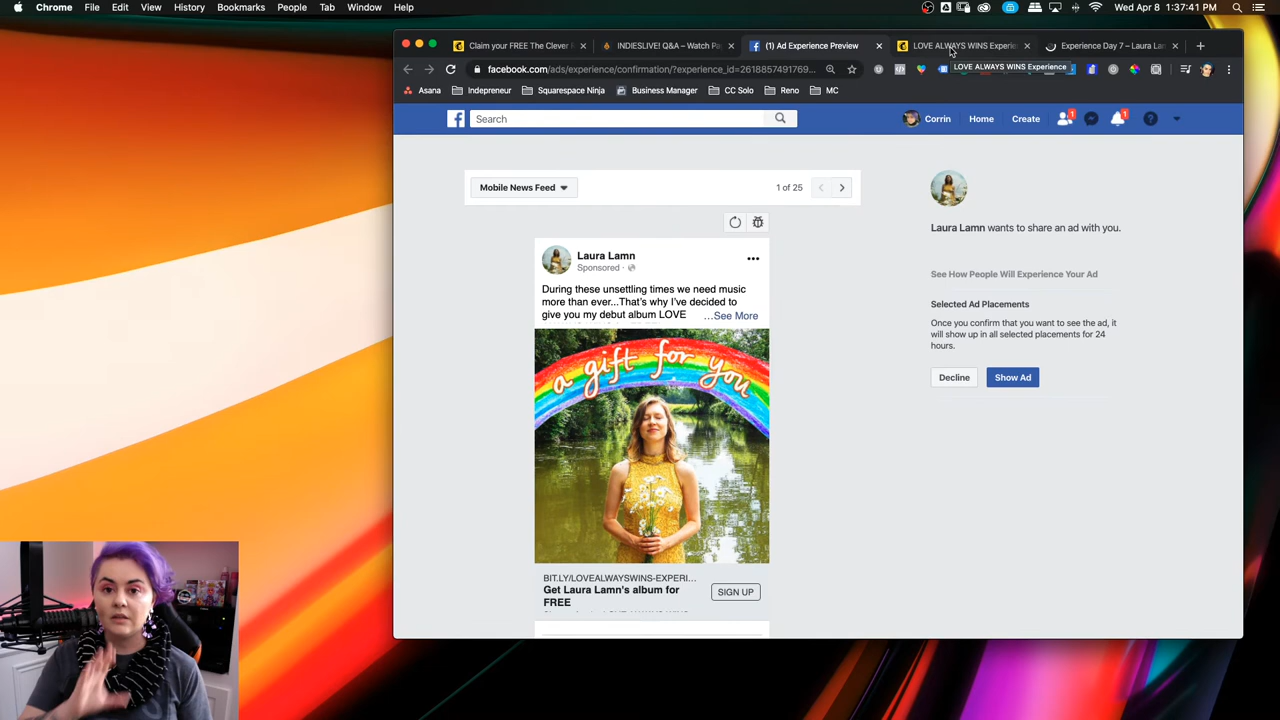 Chrome File Edit View History Bookmarks People Tab Window Help
Wed Apr 8 1:37:41 PM
Claim your FREE The Clever
INDIESLIVE! Q&A – Watch Pa
(1) Ad Experience Preview
LOVE ALWAYS WINS Experie
Experience Day 7 – Laura Lam
facebook.com/ads/experience/confirmation/?experience_id=2618857491769...
LOVE ALWAYS WINS Experience
Asana Indepreneur Squarespace Ninja Business Manager CC Solo Reno MC
Search
Corrin Home Create 1 1
Mobile News Feed
1 of 25
Laura Lamn
Sponsored ·
During these unsettling times we need music
more than ever...That's why I've decided to
give you my debut album LOVE ...See More
a gift for you
BIT.LY/LOVEALWAYSWINS-EXPERI...
Get Laura Lamn's album for
FREE
SIGN UP
Laura Lamn wants to share an ad with you.
See How People Will Experience Your Ad
Selected Ad Placements
Once you confirm that you want to see the ad, it
will show up in all selected placements for 24
hours.
Decline Show Ad